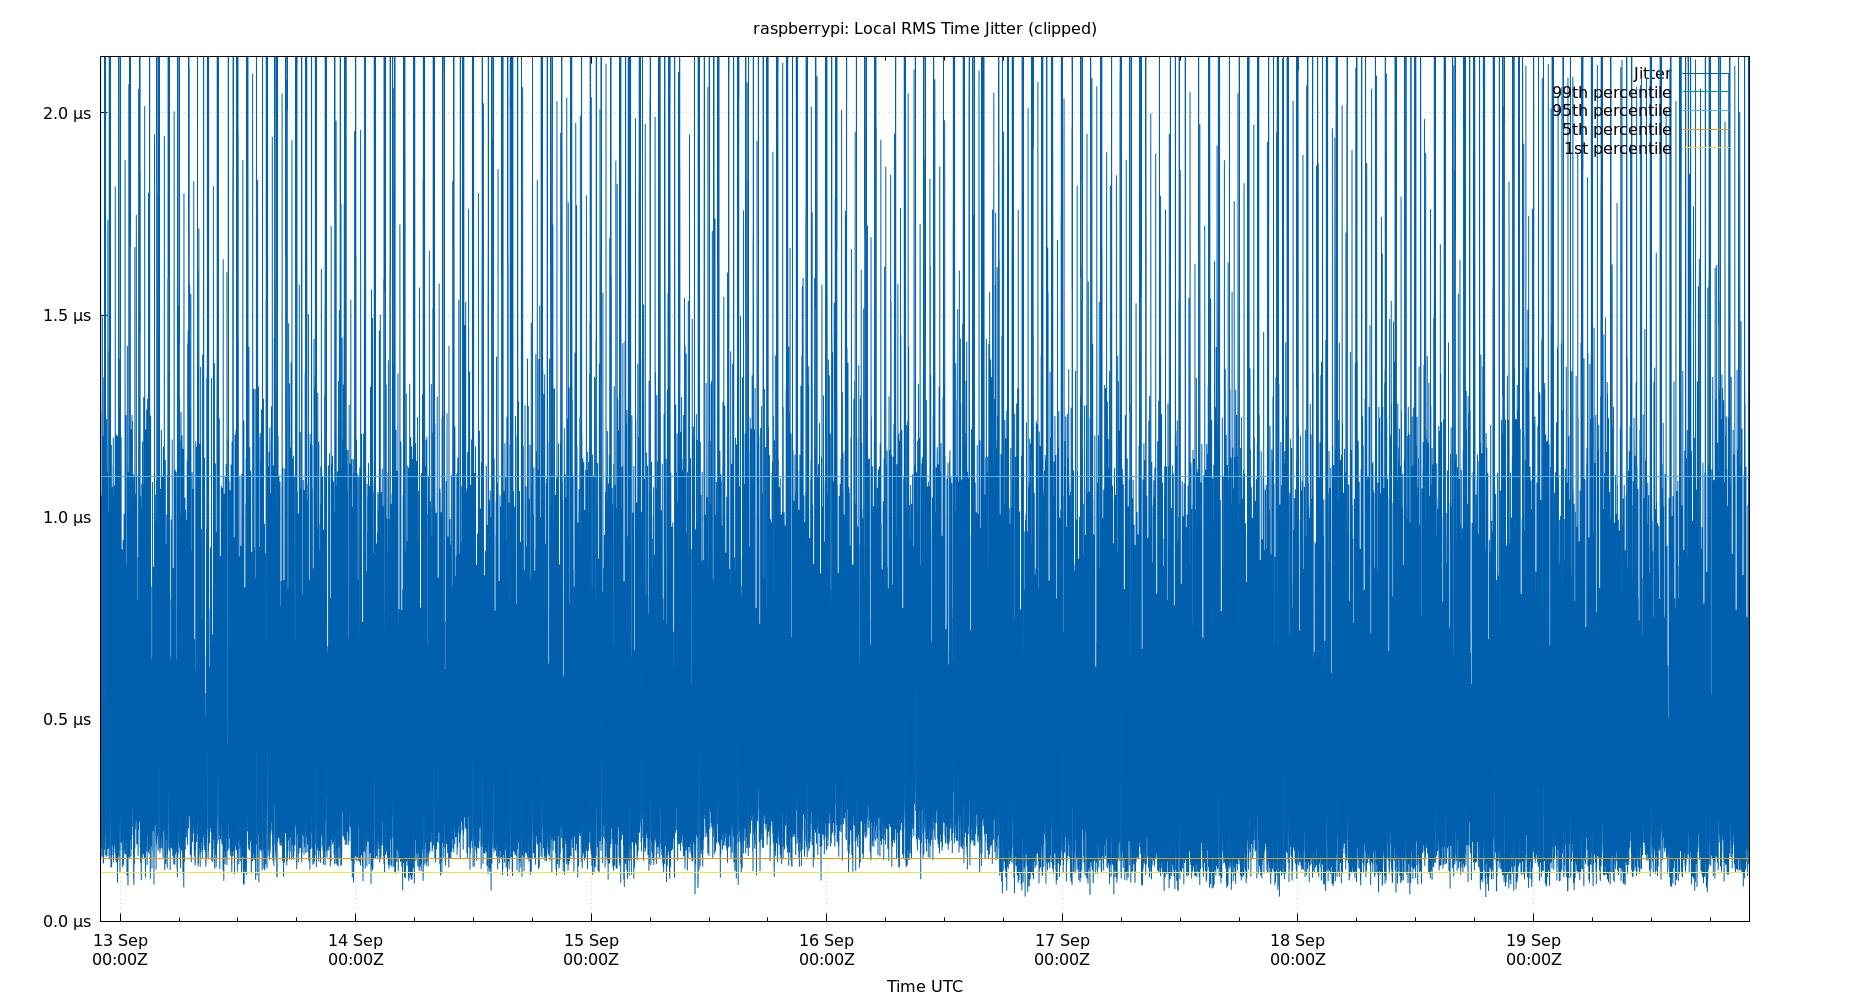 raspberrypi: Local RMS Time Jitter (clipped)
Jitter
99th percentile
95th percentile
5th percentile
1st percentile
2.0 μs
1.5 μs
1.0 μs
0.5 μs
0.0 μs
13 Sep 14 Sep 15 Sep 16 Sep 17 Sep 18 Sep 19 Sep
00:00Z 00:00Z 00:00Z 00:00Z 00:00Z 00:00Z 00:00Z
Time UTC